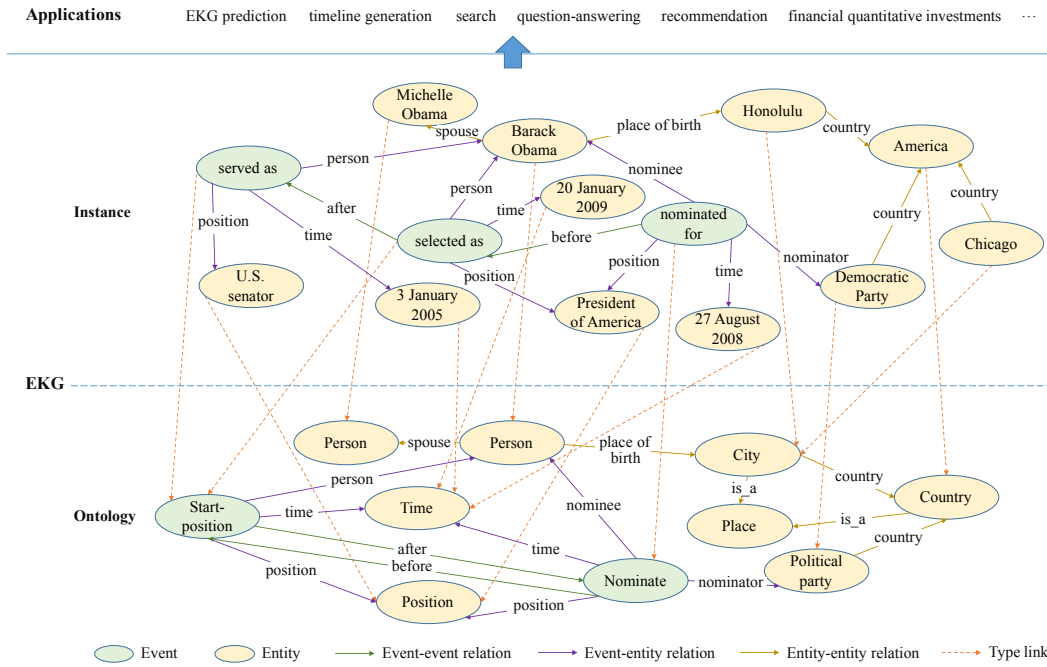 Applications
EKG prediction timeline generation search question-answering recommendation financial quantitative investments ...
Michelle
Obama
Honolulu
spouse
Barack
Obama
place of birth
country
America
person
served as
nominee
person
20 January
2009
country
after
time
nominated
for
Instance
position
selected as
before
country
Chicago
time
position
position
nominator
U.S.
senator
time
Democratic
Party
3 January
2005
President
of America
27 August
2008
EKG
Person
spouse
Person
place of
birth
City
person
country
is_a
nominee
Country
Ontology
Start-
position
time
Time
Place
is_a
after
time
country
before
Political
party
position
Nominate
nominator
Position
position
Event
Entity
Event-event relation
Event-entity relation
Entity-entity relation
Type link